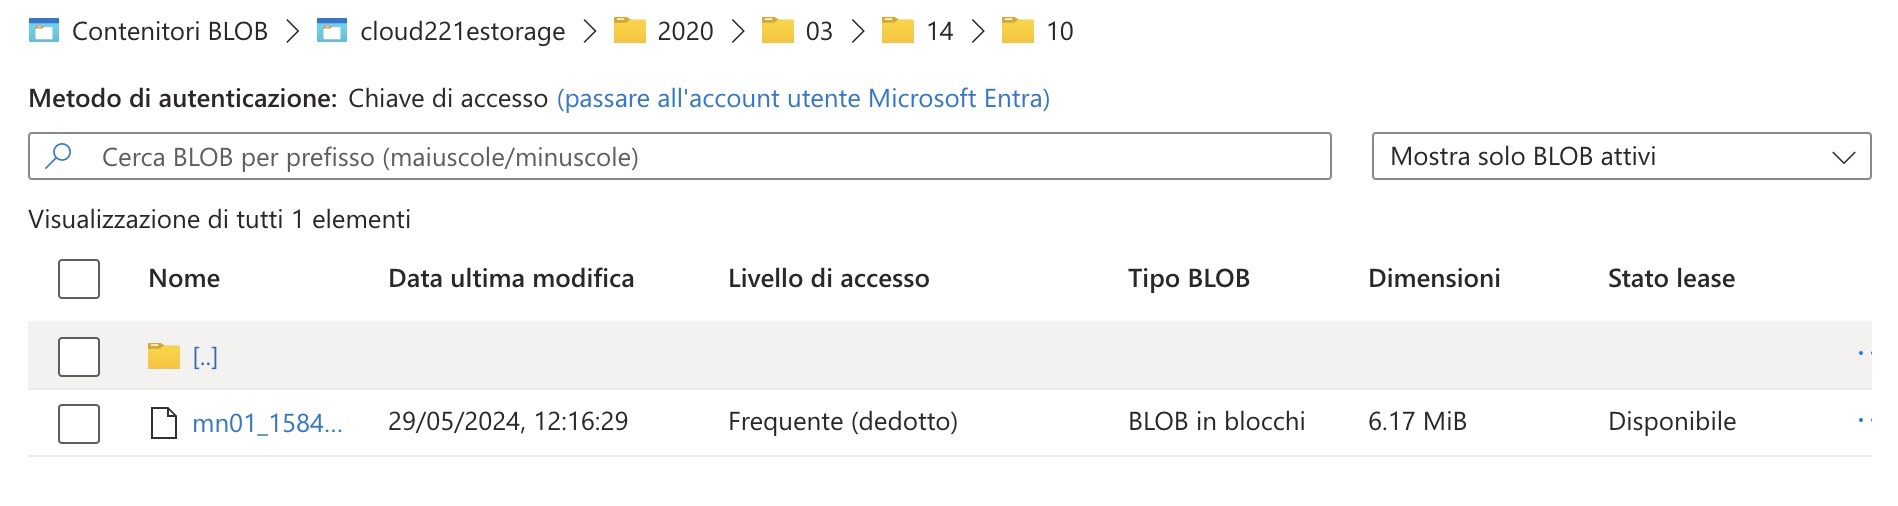 Contenitori BLOB > cloud221estorage > 2020 > 03 > 14 > 10
Metodo di autenticazione: Chiave di accesso (passare all'account utente Microsoft Entra)
Cerca BLOB per prefisso (maiuscole/minuscole) Mostra solo BLOB attivi
Visualizzazione di tutti 1 elementi
Nome Data ultima modifica Livello di accesso Tipo BLOB Dimensioni Stato lease
[..]
mn01_1584... 29/05/2024, 12:16:29 Frequente (dedotto) BLOB in blocchi 6.17 MiB Disponibile